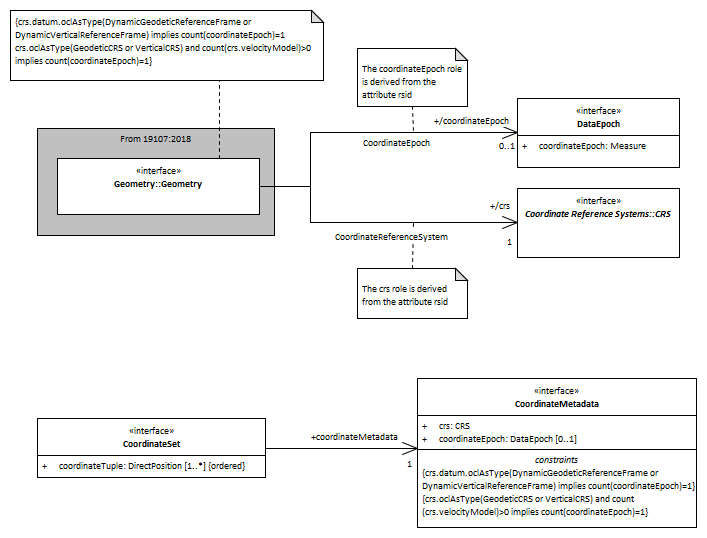 {crs.datum.oclAsType(DynamicGeodeticReferenceFrame or
DynamicVerticalReferenceFrame) implies count(coordinateEpoch)=1
crs.oclAsType(GeodeticCRS or VerticalCRS) and count(crs.velocityModel)>0
implies count(coordinateEpoch)=1}
The coordinateEpoch role
is derived from the
attribute rsid
From 19107:2018
«interface»
Geometry::Geometry
+/coordinateEpoch
CoordinateEpoch
0..1
«interface»
DataEpoch
+ coordinateEpoch: Measure
+/crs
CoordinateReferenceSystem
1
«interface»
Coordinate Reference Systems::CRS
The crs role is derived
from the attribute rsid
«interface»
CoordinateSet
+ coordinateTuple: DirectPosition [1..*] {ordered}
+coordinateMetadata
1
«interface»
CoordinateMetadata
+ crs: CRS
+ coordinateEpoch: DataEpoch [0..1]
constraints
{crs.datum.oclAsType(DynamicGeodeticReferenceFrame or
DynamicVerticalReferenceFrame) implies count(coordinateEpoch)=1}
{crs.oclAsType(GeodeticCRS or VerticalCRS) and count
(crs.velocityModel)>0 implies count(coordinateEpoch)=1}